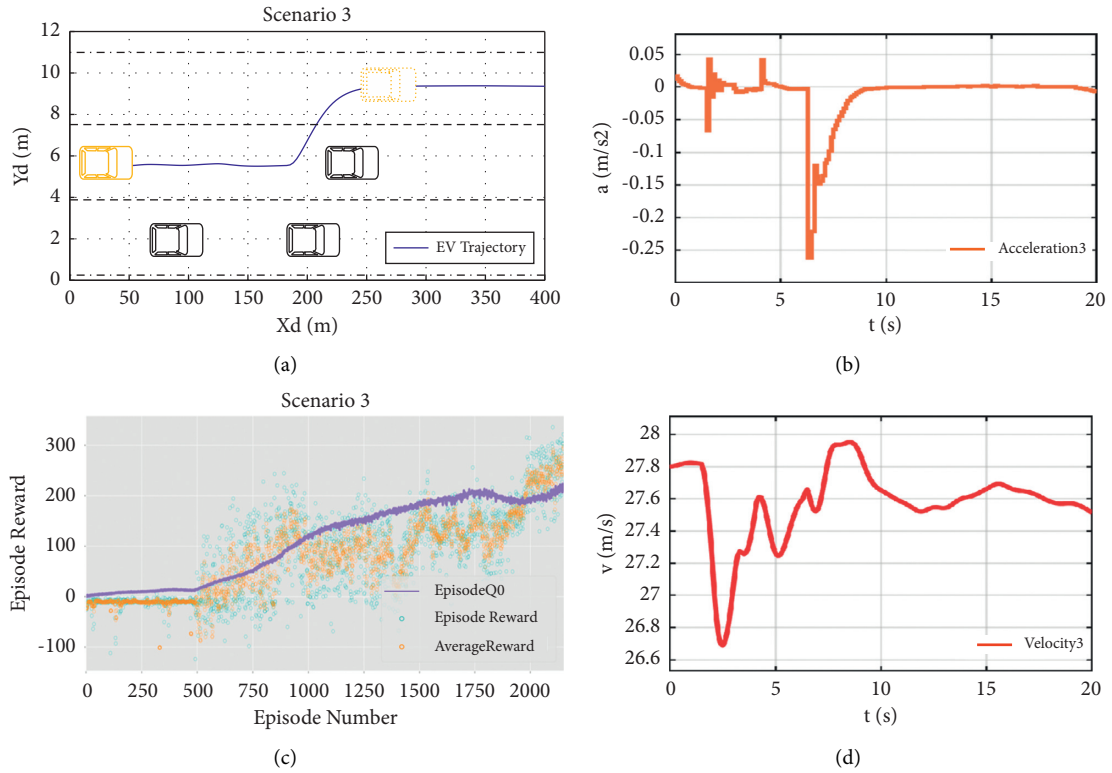 Scenario 3
12
10
8
6
4
2
0
Yd (m)
EV Trajectory
0 50 100 150 200 250 300 350 400
Xd (m)
(a)
0.05
0
-0.05
-0.10
-0.15
-0.20
-0.25
a (m/s2)
Acceleration3
0 5 10 15 20
t (s)
(b)
Scenario 3
300
200
100
0
-100
Episode Reward
EpisodeQ0
Episode Reward
AverageReward
0 250 500 750 1000 1250 1500 1750 2000
Episode Number
(c)
28
27.8
27.6
27.4
27.2
27
26.8
26.6
v (m/s)
Velocity3
0 5 10 15 20
t (s)
(d)